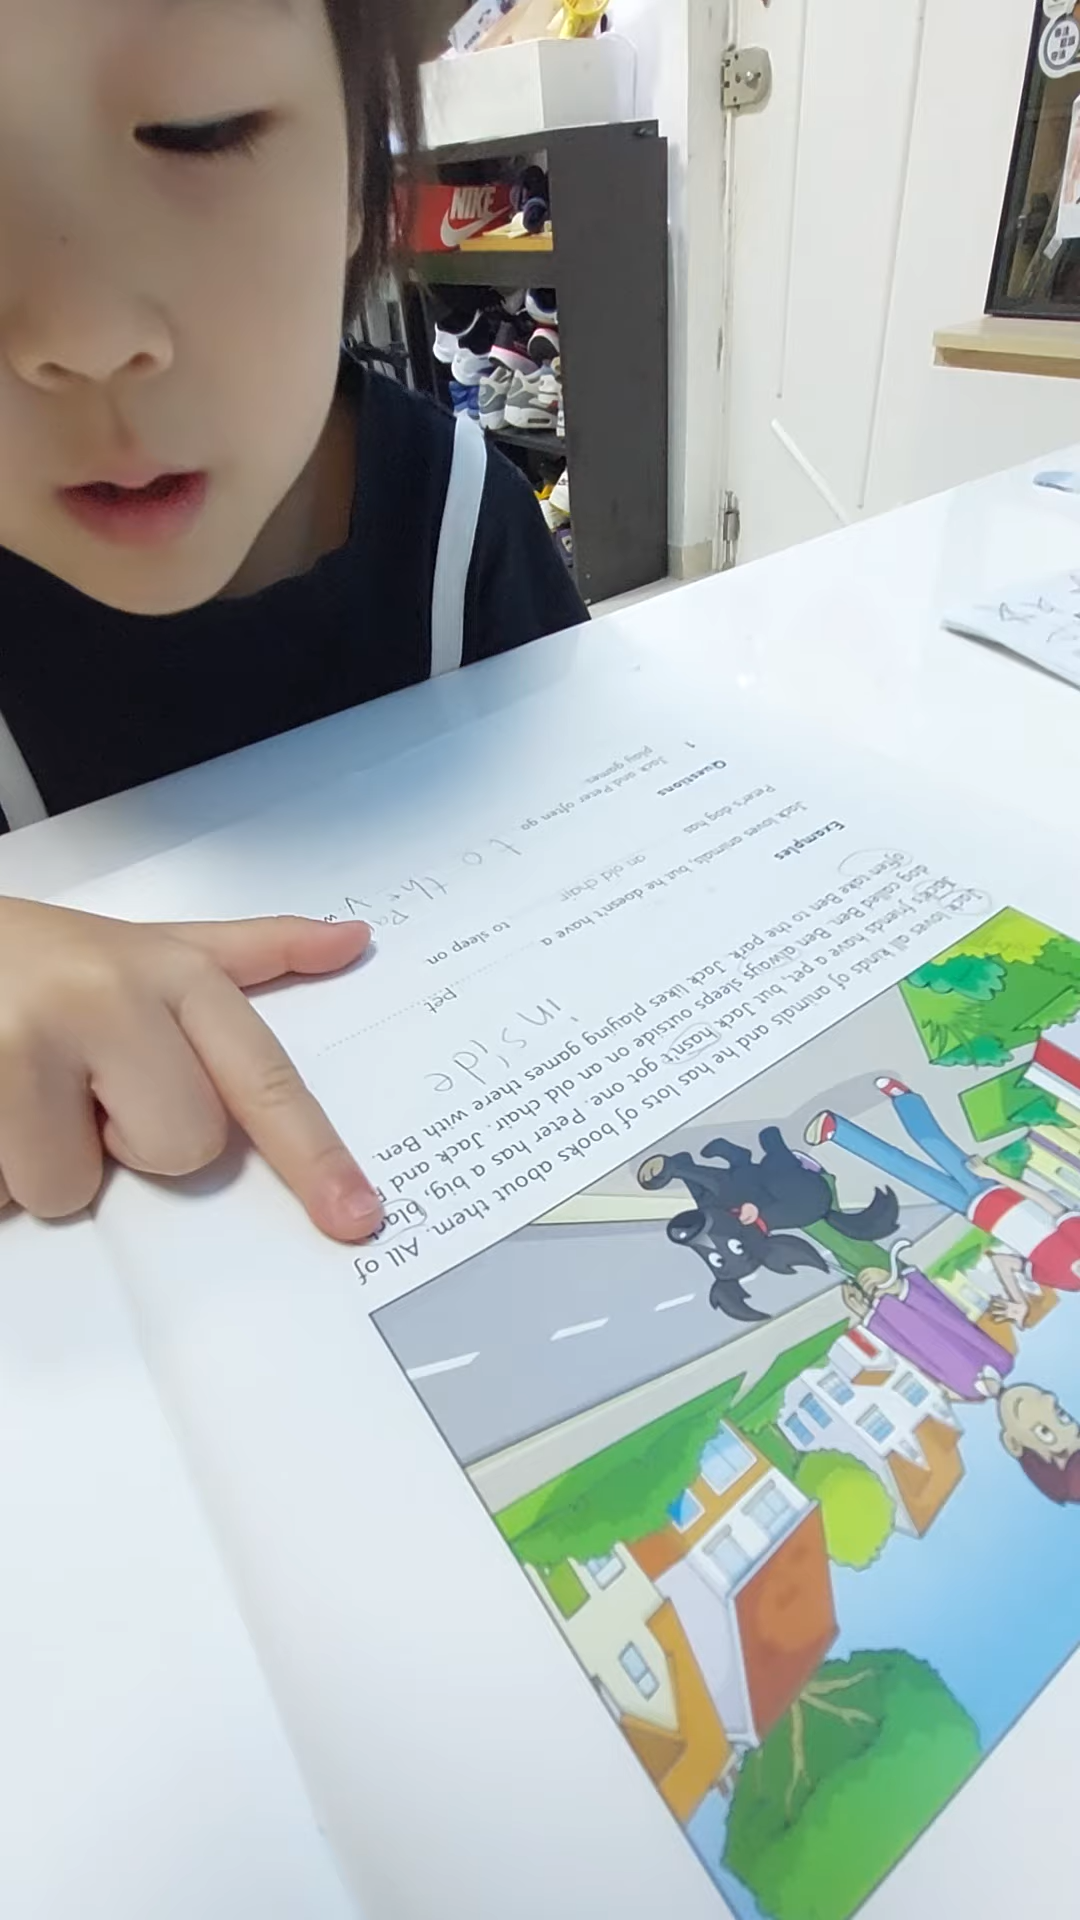 NIKE
Jack loves all kinds of animals and he has lots of books about them. All of
Jack's friends have a pet, but Jack hasn't got one. Peter has a big,
dog called Ben. Ben always sleeps outside on an old chair. Jack and
often take Ben to the park. Jack likes playing games there with Ben.
inside
Examples
Jack loves animals, but he doesn't have a pet
Peter's dog has an old chair to sleep on.
Questions
1 Jack and Peter often go to the
play games.